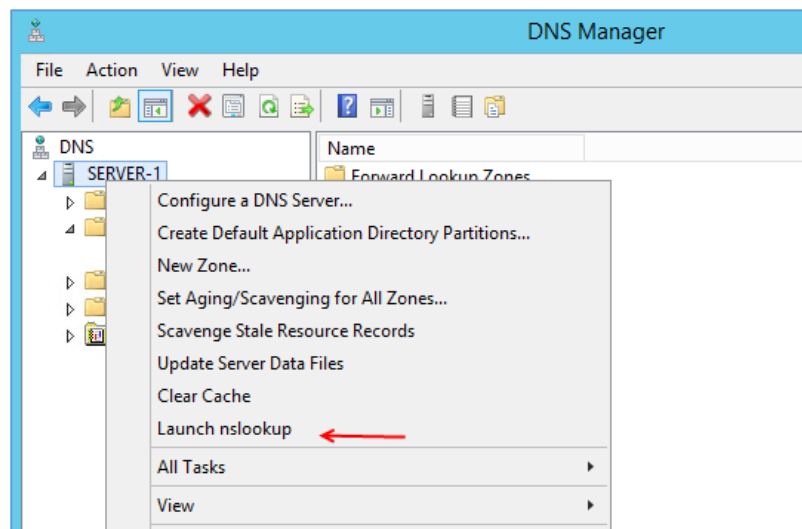 DNS Manager
File Action View Help
DNS
SERVER-1
Name
Forward Lookup Zones
Configure a DNS Server...
Create Default Application Directory Partitions...
New Zone...
Set Aging/Scavenging for All Zones...
Scavenge Stale Resource Records
Update Server Data Files
Clear Cache
Launch nslookup
All Tasks
View